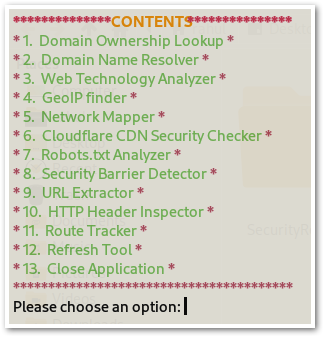 **************CONTENTS***************
* 1. Domain Ownership Lookup *
* 2. Domain Name Resolver *
* 3. Web Technology Analyzer *
* 4. GeoIP finder *
* 5. Network Mapper *
* 6. Cloudflare CDN Security Checker *
* 7. Robots.txt Analyzer *
* 8. Security Barrier Detector *
* 9. URL Extractor *
* 10. HTTP Header Inspector *
* 11. Route Tracker *
* 12. Refresh Tool *
* 13. Close Application *
****************************************
Please choose an option: